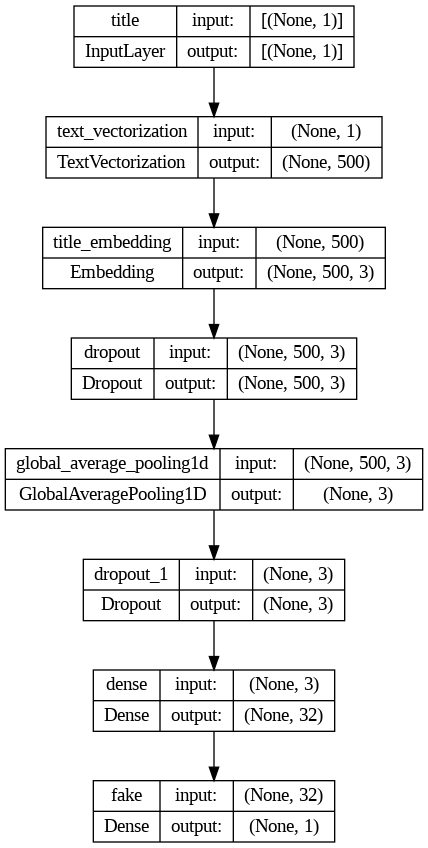 title input: [(None, 1)]
InputLayer output: [(None, 1)]
text_vectorization input: (None, 1)
TextVectorization output: (None, 500)
title_embedding input: (None, 500)
Embedding output: (None, 500, 3)
dropout input: (None, 500, 3)
Dropout output: (None, 500, 3)
global_average_pooling1d input: (None, 500, 3)
GlobalAveragePooling1D output: (None, 3)
dropout_1 input: (None, 3)
Dropout output: (None, 3)
dense input: (None, 3)
Dense output: (None, 32)
fake input: (None, 32)
Dense output: (None, 1)